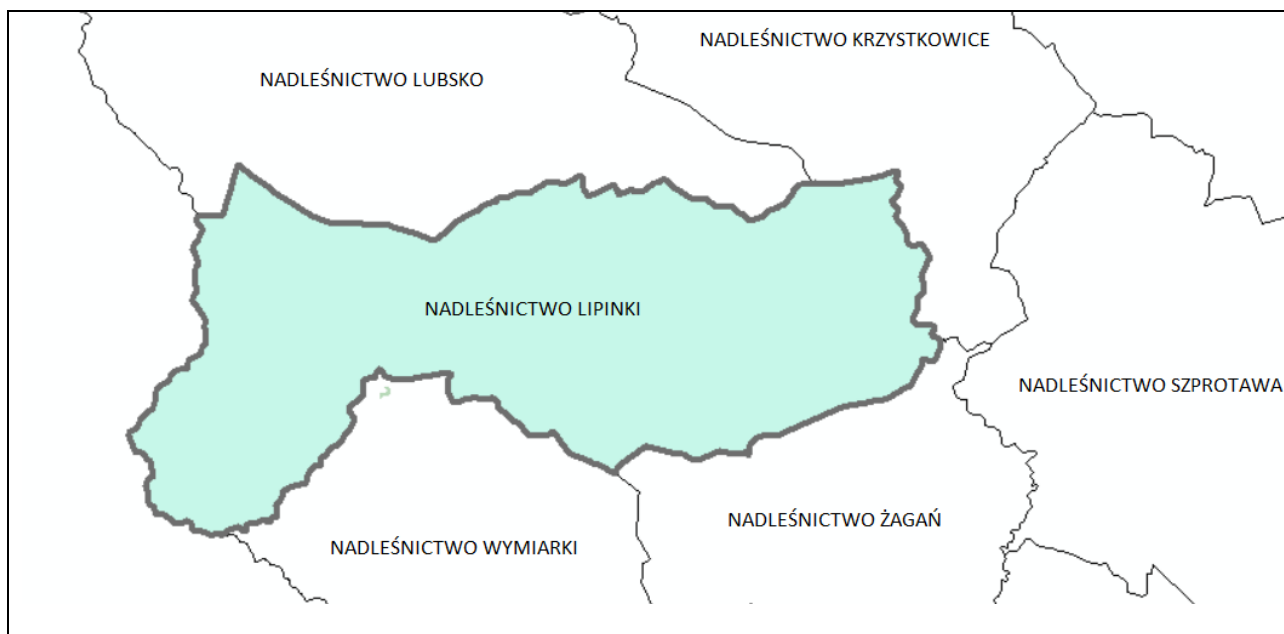 NADLEŚNICTWO KRZYSTKOWICE
NADLEŚNICTWO LUBSKO
NADLEŚNICTWO LIPINKI
NADLEŚNICTWO SZPROTAWA
NADLEŚNICTWO ŻAGAŃ
NADLEŚNICTWO WYMIARKI